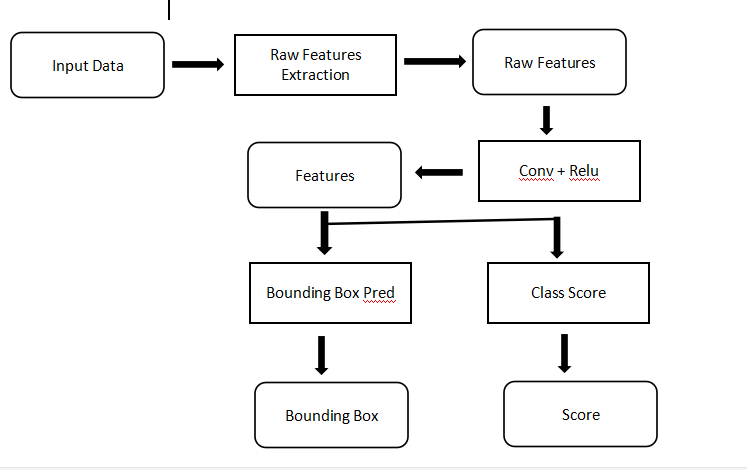 Input Data
Raw Features
Extraction
Raw Features
Features
Conv + Relu
Bounding Box Pred
Class Score
Bounding Box
Score